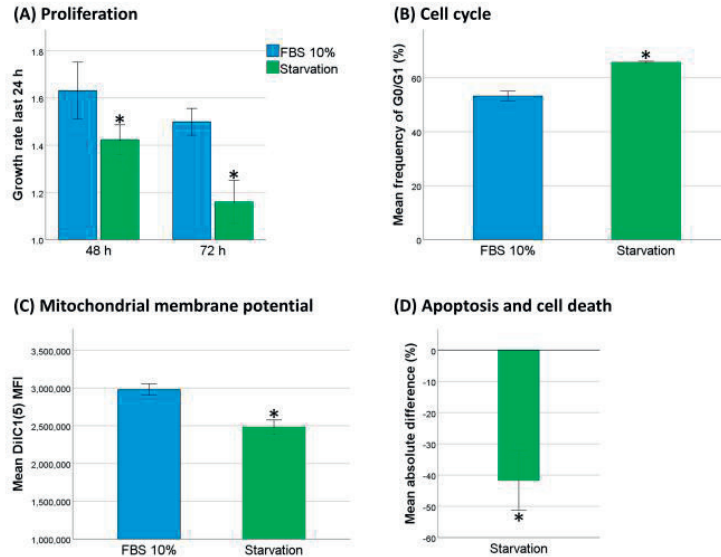 (A) Proliferation
Growth rate last 24 h
1.8
1.6
1.4
1.2
1.0
*
*
48 h
72 h
FBS 10%
Starvation
(B) Cell cycle
Mean frequency of G0/G1 (%)
60
40
20
0
*
FBS 10%
Starvation
(C) Mitochondrial membrane potential
Mean DiIC1(5) MFI
3,500,000
3,000,000
2,500,000
2,000,000
1,500,000
1,000,000
*
FBS 10%
Starvation
(D) Apoptosis and cell death
Mean absolute difference (%)
0
-10
-20
-30
-40
-50
-60
*
Starvation